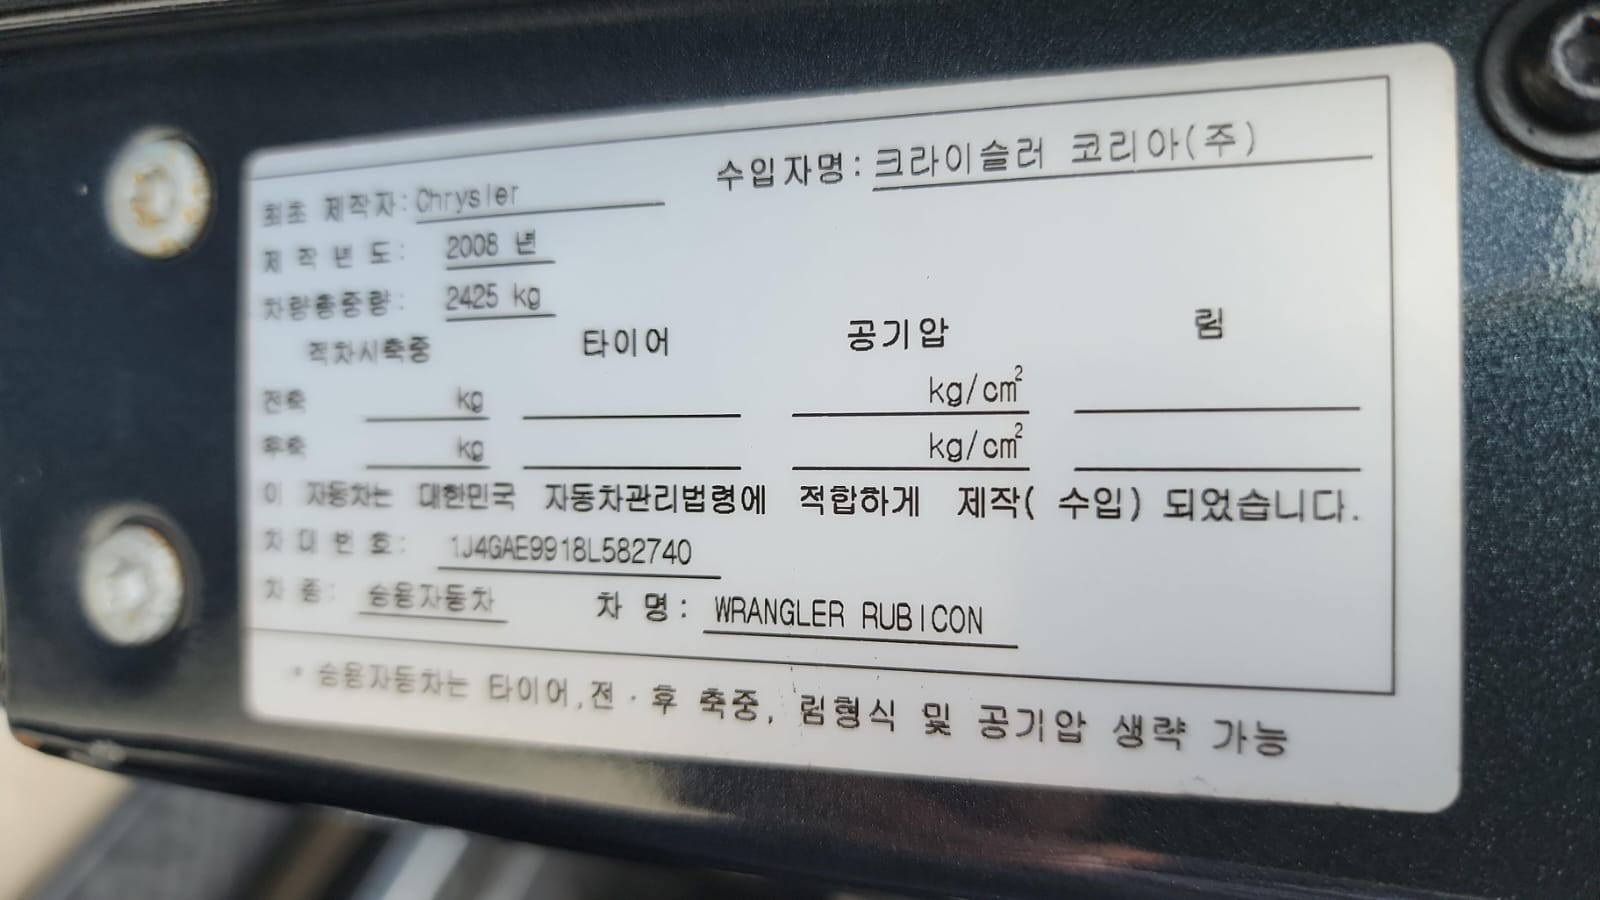 최초 제작자: Chrysler 수입자명: 크라이슬러 코리아(주)
제작년도: 2008 년
차량총중량: 2425 kg
적차시축중 타이어 공기압 림
전축 kg kg/cm²
후축 kg kg/cm²
이 자동차는 대한민국 자동차관리법령에 적합하게 제작( 수입) 되었습니다.
차대번호: 1J4GAE9918L582740
차 종: 승용자동차 차 명: WRANGLER RUBICON
* 승용자동차는 타이어,전·후 축중, 림형식 및 공기압 생략 가능